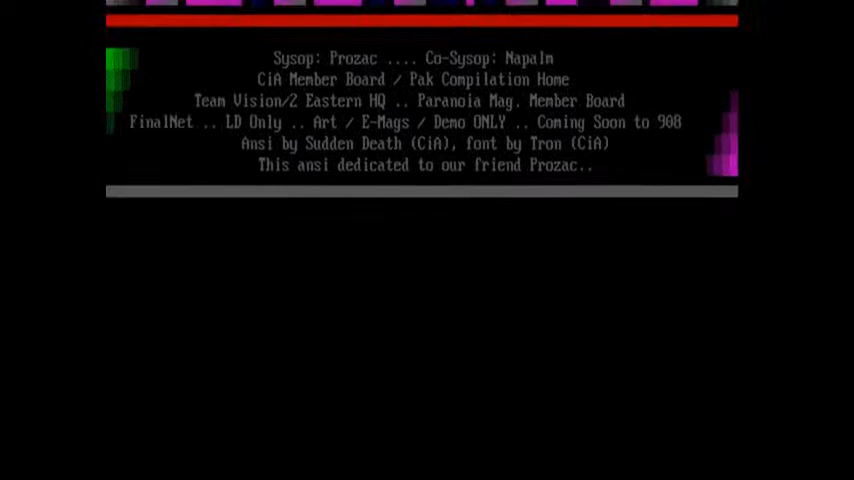 Sysop: Prozac .... Co-Sysop: Napalm
CiA Member Board / Pak Compilation Home
Team Vision/2 Eastern HQ .. Paranoia Mag. Member Board
FinalNet .. LD Only .. Art / E-Mags / Demo ONLY .. Coming Soon to 908
Ansi by Sudden Death (CiA), font by Tron (CiA)
This ansi dedicated to our friend Prozac..